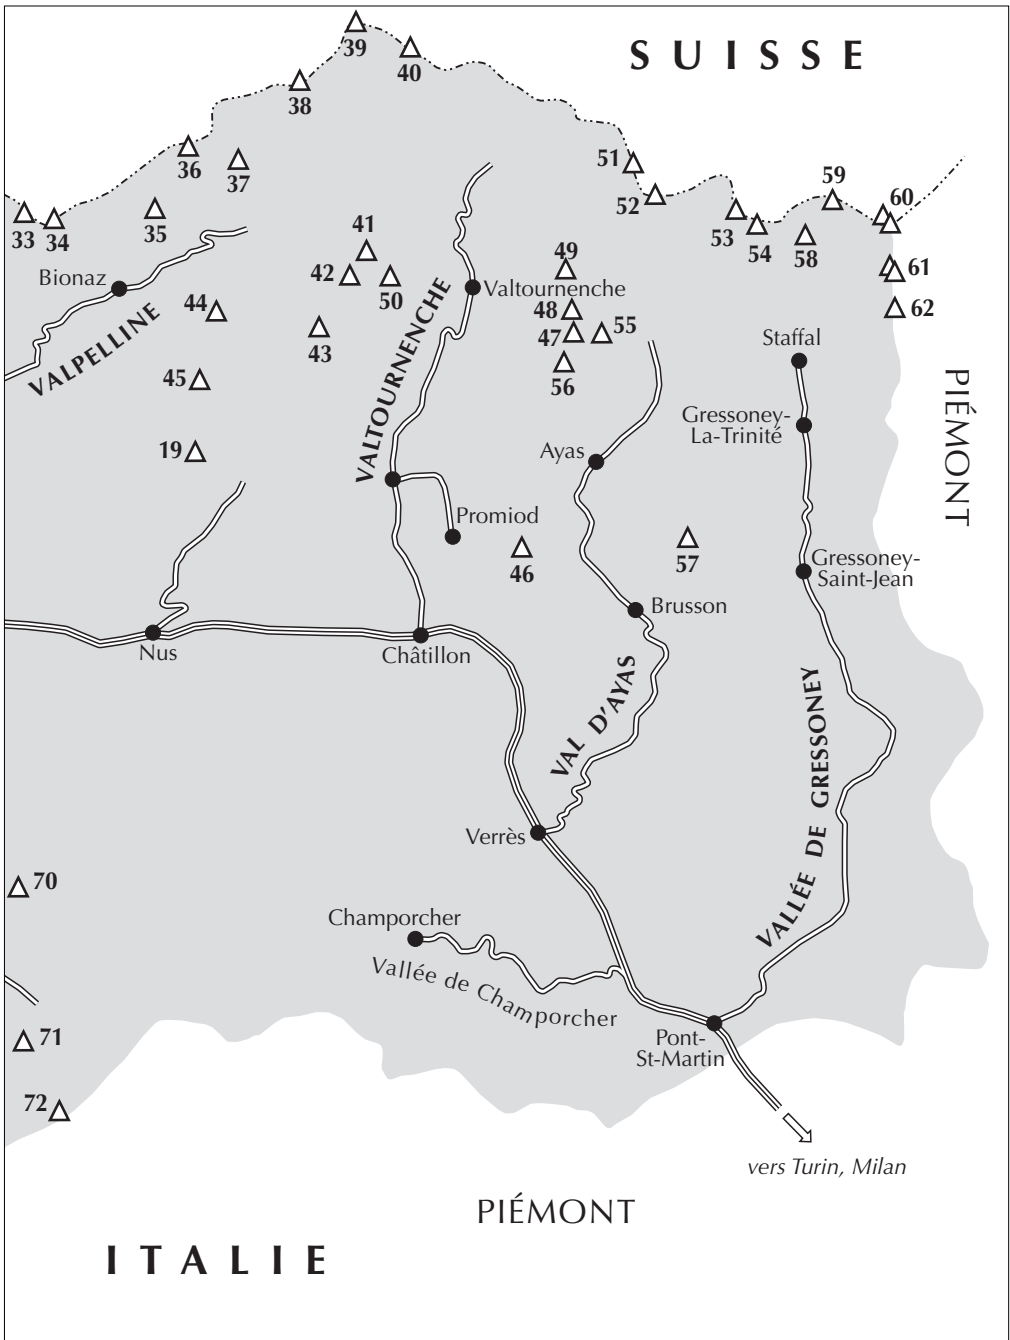 39
SUISSE
40
38
51
36
37
59
52
60
33
34
35
41
53
54
58
49
61
Bionaz
42
50
Valtournenche
44
48
62
VALPELLINE
43
47
55
Staffal
VALTOURNENCHE
45
56
PIÉMONT
Gressoney-
La-Trinité
19
Ayas
Promiod
46
57
Gressoney-
Saint-Jean
Brusson
Nus
Châtillon
VAL D'AYAS
VALLÉE DE GRESSONEY
Verrès
70
Champorcher
Vallée de Champorcher
71
Pont-
St-Martin
72
vers Turin, Milan
PIÉMONT
ITALIE